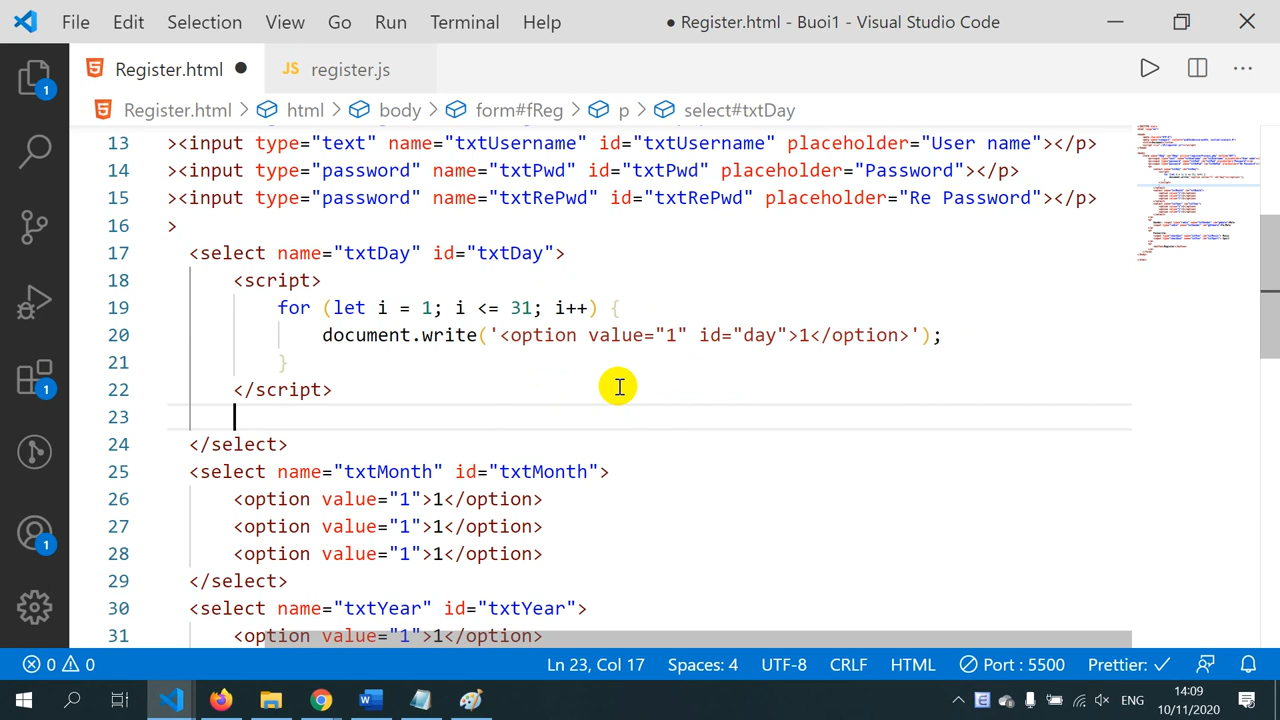 File Edit Selection View Go Run Terminal Help ● Register.html - Buoi1 - Visual Studio Code
Register.html ● JS register.js
Register.html > html > body > form#fReg > p > select#txtDay
13 ><input type="text" name="txtUsername" id="txtUsername" placeholder="User name"></p>
14 ><input type="password" name="txtPwd" id="txtPwd" placeholder="Password"></p>
15 ><input type="password" name="txtRePwd" id="txtRePwd" placeholder="Re Password"></p>
16 >
17 <select name="txtDay" id="txtDay">
18 <script>
19 for (let i = 1; i <= 31; i++) {
20 document.write('<option value="1" id="day">1</option>');
21 }
22 </script>
23
24 </select>
25 <select name="txtMonth" id="txtMonth">
26 <option value="1">1</option>
27 <option value="1">1</option>
28 <option value="1">1</option>
29 </select>
30 <select name="txtYear" id="txtYear">
31 <option value="1">1</option>
1
1
1
0 0 Ln 23, Col 17 Spaces: 4 UTF-8 CRLF HTML Port : 5500 Prettier: ✓
ENG 14:09
10/11/2020